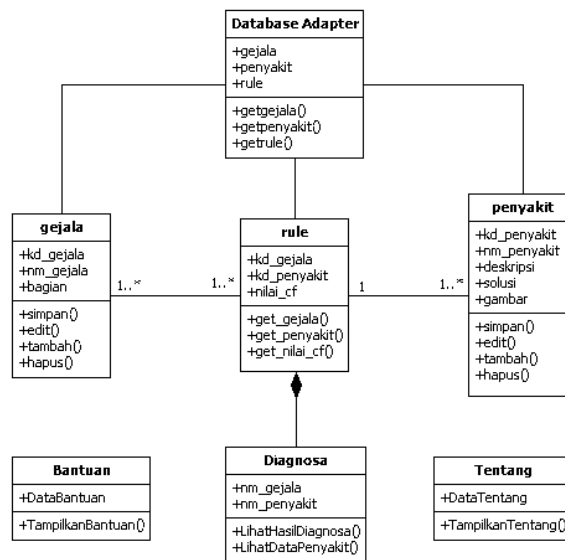 Database Adapter
+gejala
+penyakit
+rule
+getgejala()
+getpenyakit()
+getrule()
gejala
+kd_gejala
+nm_gejala
+bagian
+simpan()
+edit()
+tambah()
+hapus()
1..*
1..*
rule
+kd_gejala
+kd_penyakit
+nilai_cf
+get_gejala()
+get_penyakit()
+get_nilai_cf()
1
1..*
penyakit
+kd_penyakit
+nm_penyakit
+deskripsi
+solusi
+gambar
+simpan()
+edit()
+tambah()
+hapus()
Bantuan
+DataBantuan
+TampilkanBantuan()
Diagnosa
+nm_gejala
+nm_penyakit
+LihatHasilDiagnosa()
+LihatDataPenyakit()
Tentang
+DataTentang
+TampilkanTentang()